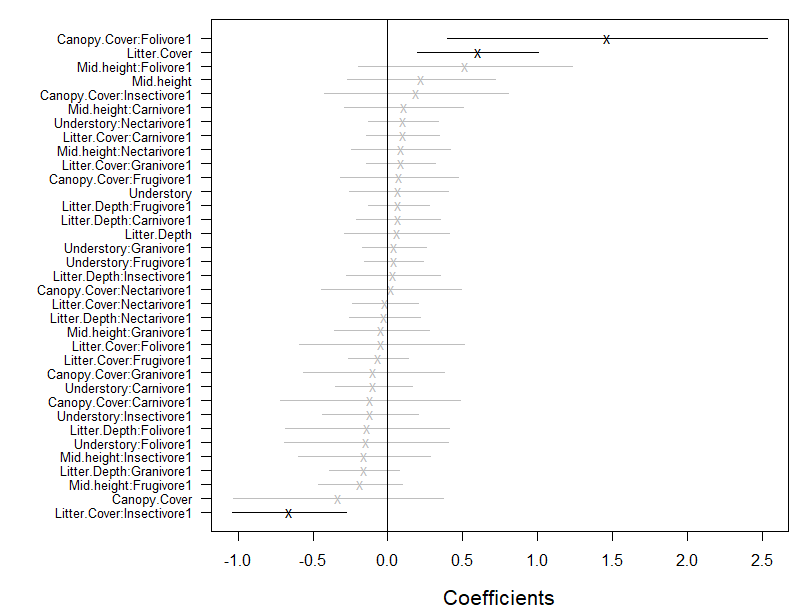 Canopy.Cover:Folivore1
Litter.Cover
Mid.height:Folivore1
Mid.height
Canopy.Cover:Insectivore1
Mid.height:Carnivore1
Understory:Nectarivore1
Litter.Cover:Carnivore1
Mid.height:Nectarivore1
Litter.Cover:Granivore1
Canopy.Cover:Frugivore1
Understory
Litter.Depth:Frugivore1
Litter.Depth:Carnivore1
Litter.Depth
Understory:Granivore1
Understory:Frugivore1
Litter.Depth:Insectivore1
Canopy.Cover:Nectarivore1
Litter.Cover:Nectarivore1
Litter.Depth:Nectarivore1
Mid.height:Granivore1
Litter.Cover:Folivore1
Litter.Cover:Frugivore1
Canopy.Cover:Granivore1
Understory:Carnivore1
Canopy.Cover:Carnivore1
Understory:Insectivore1
Litter.Depth:Folivore1
Understory:Folivore1
Mid.height:Insectivore1
Litter.Depth:Granivore1
Mid.height:Frugivore1
Canopy.Cover
Litter.Cover:Insectivore1
-1.0 -0.5 0.0 0.5 1.0 1.5 2.0 2.5
Coefficients